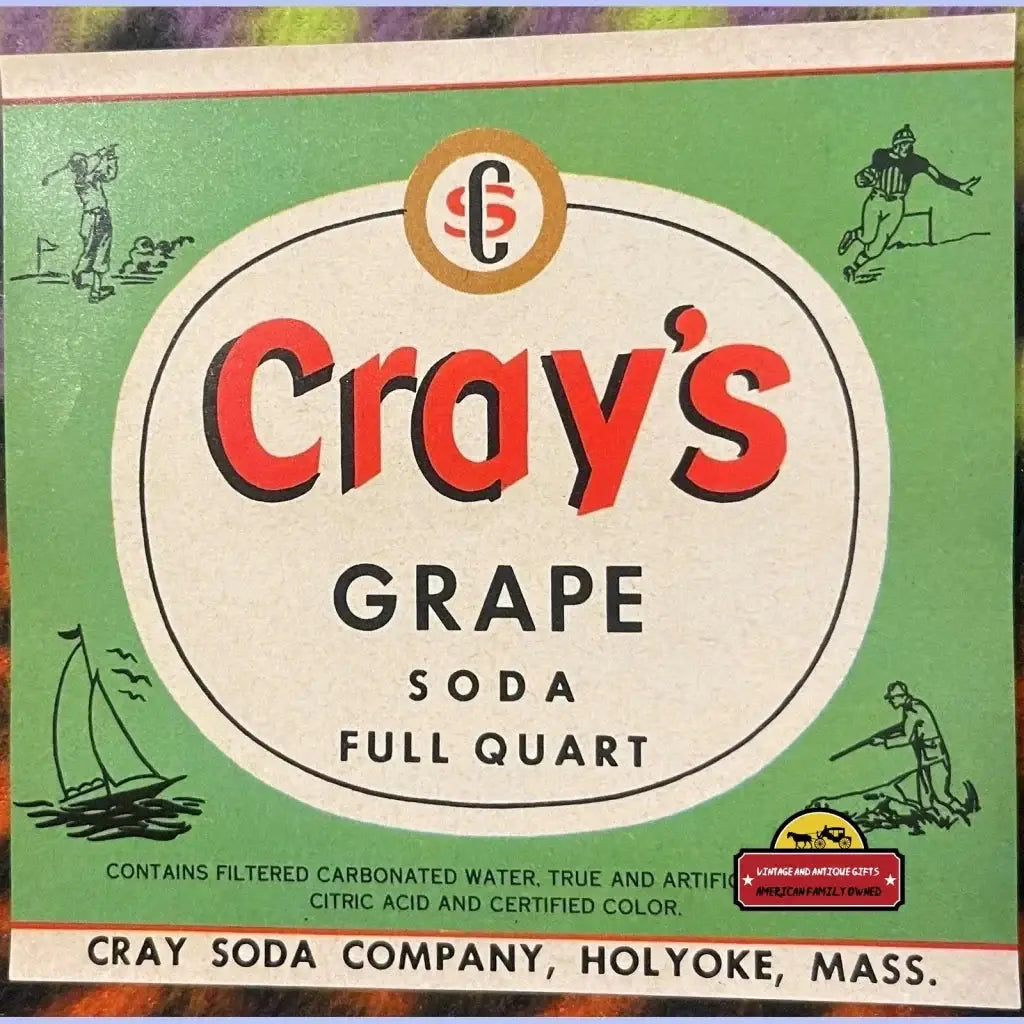 CS
Cray's
GRAPE
SODA
FULL QUART
CONTAINS FILTERED CARBONATED WATER, TRUE AND
CITRIC ACID AND CERTIFIED COLOR.
VINTAGE AND ANTIQUE GIFTS
AMERICAN FAMILY OWNED
CRAY SODA COMPANY, HOLYOKE, MASS.